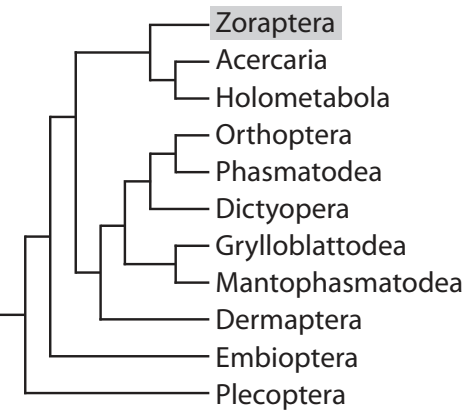 Zoraptera
Acercaria
Holometabola
Orthoptera
Phasmatodea
Dictyopera
Grylloblattodea
Mantophasmatodea
Dermaptera
Embioptera
Plecoptera